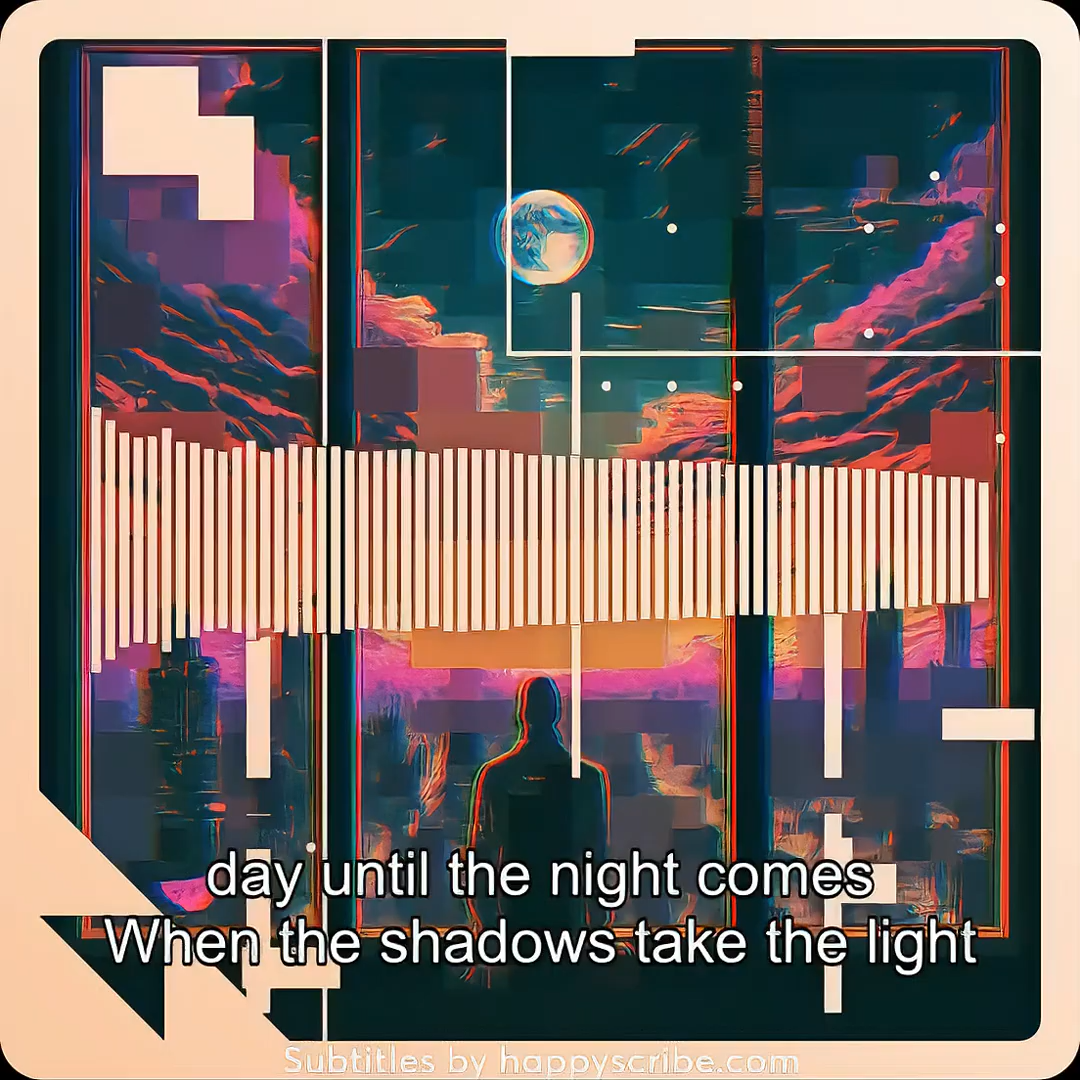 day until the night comes
When the shadows take the light
Subtitles by happyscribe.com